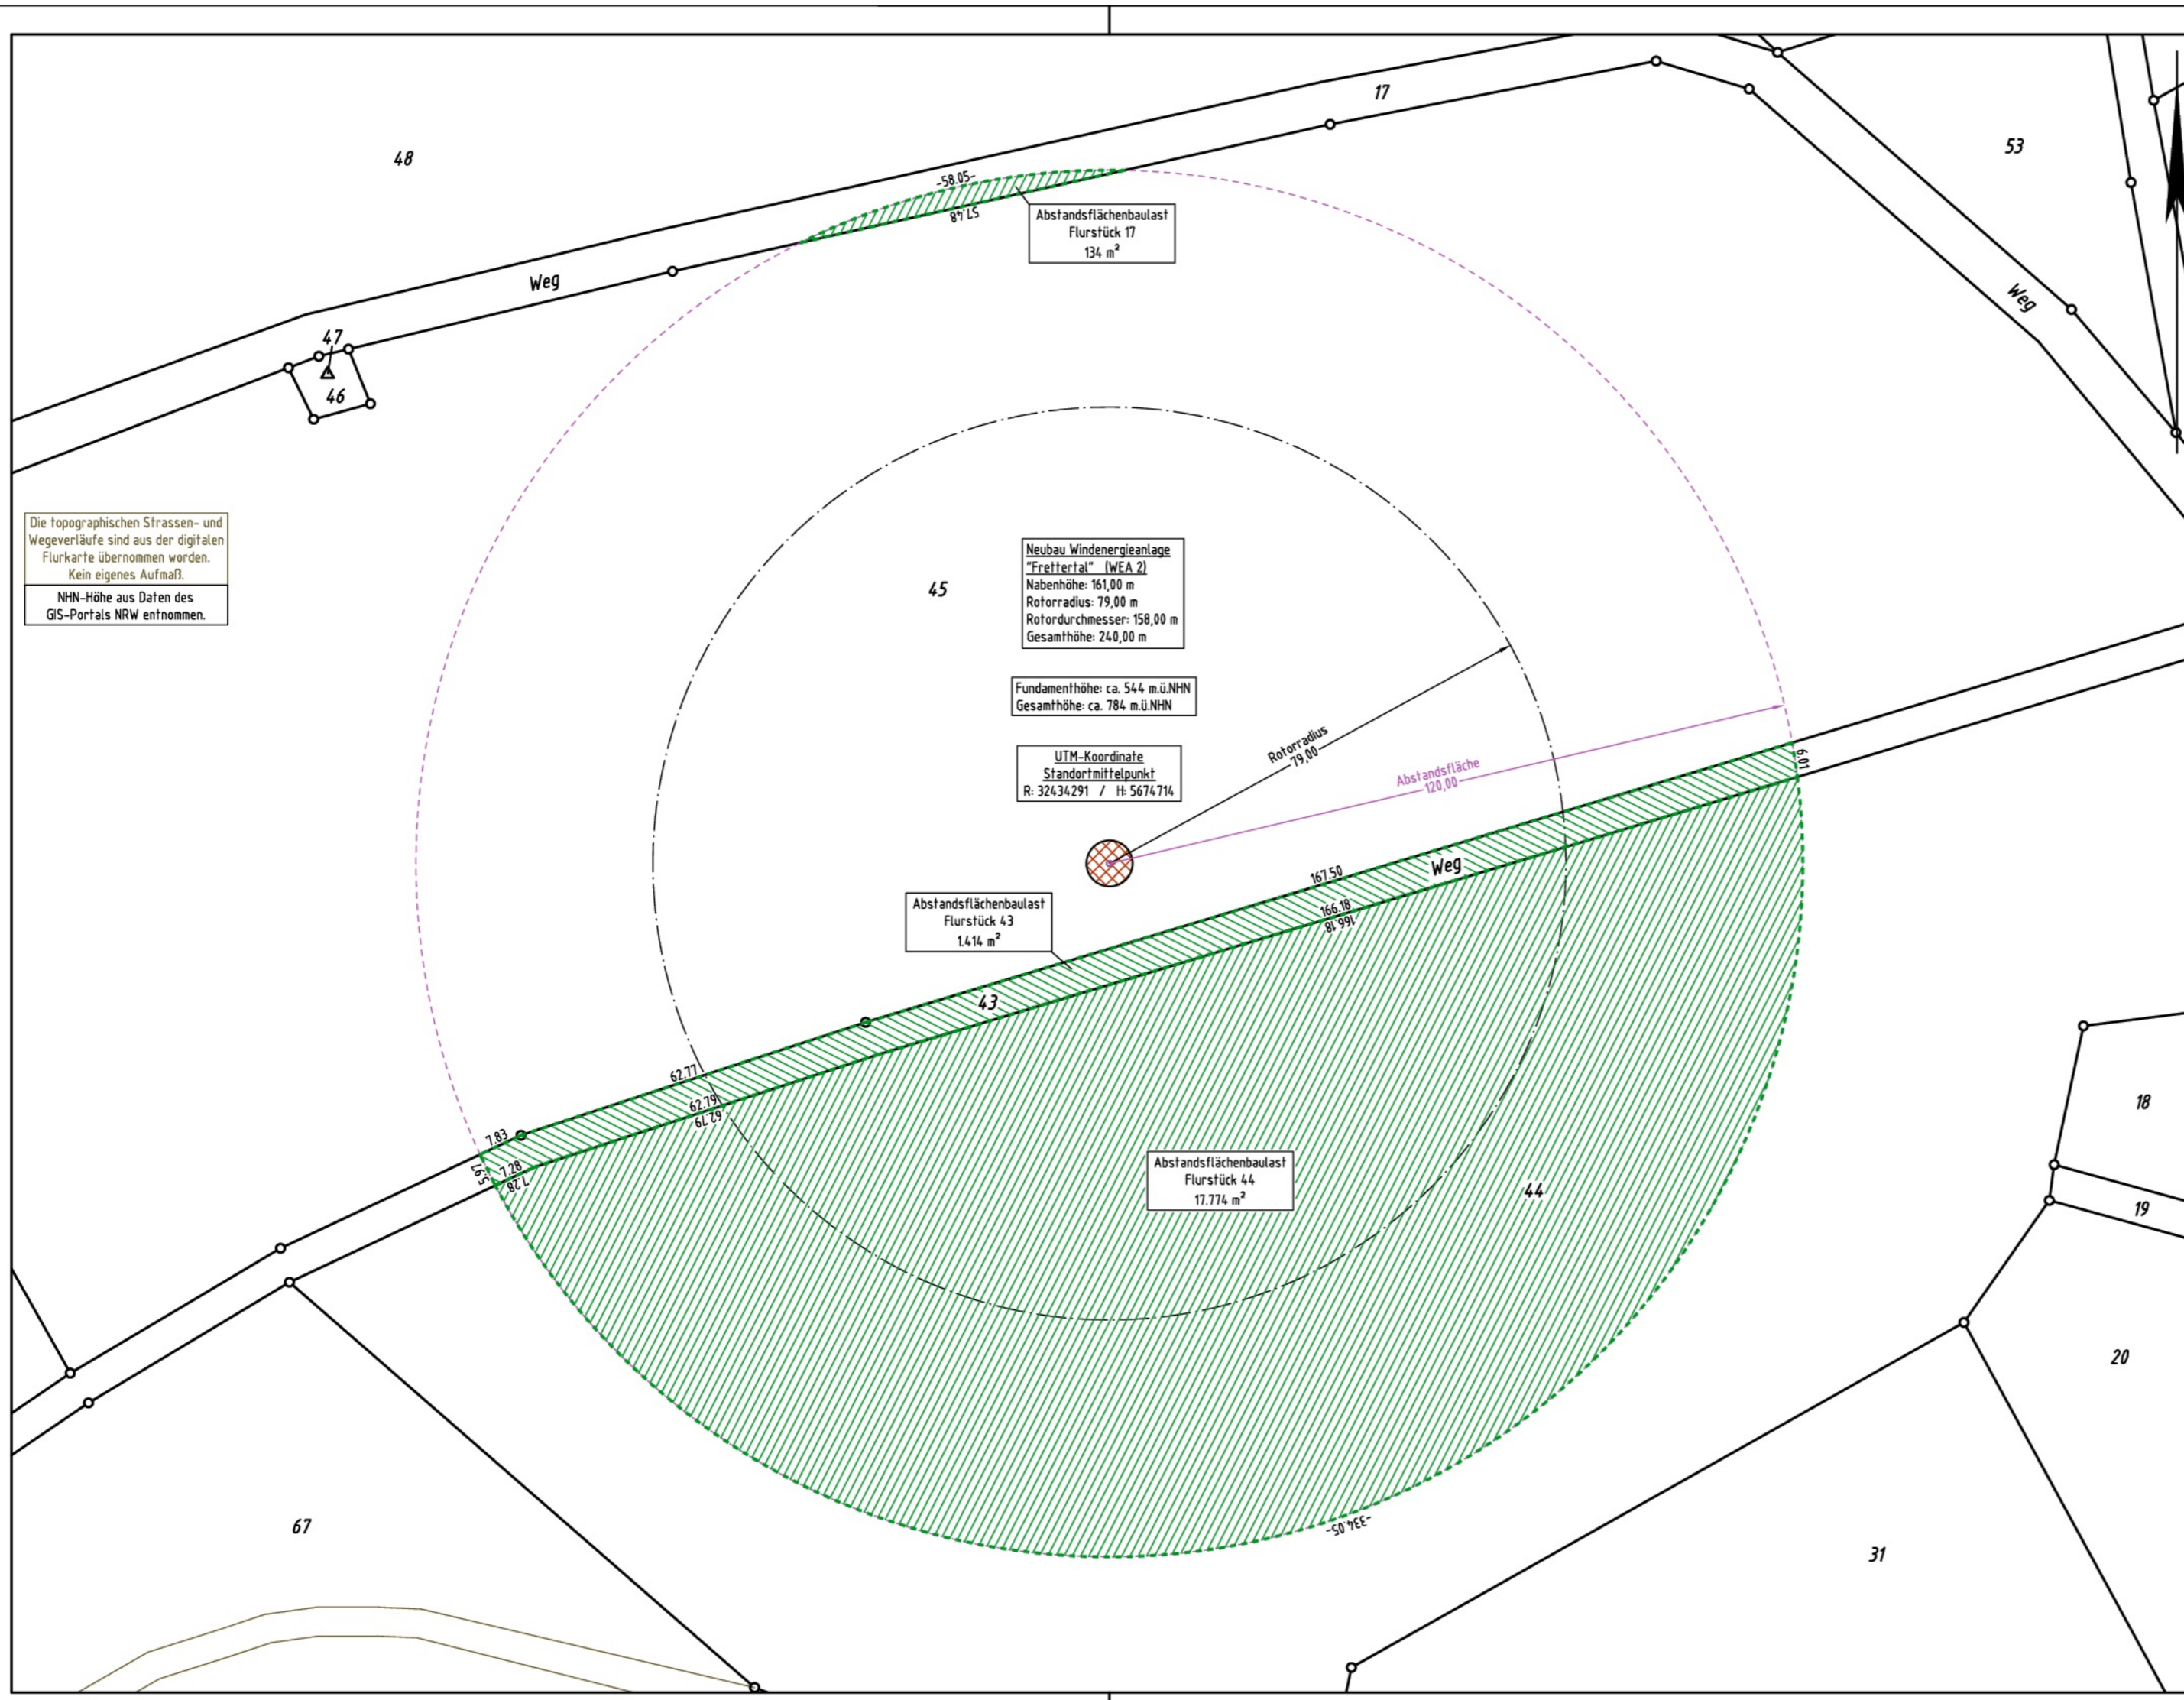 17
48
53
-58.05-
57.48
Abstandsflächenbaulast
Flurstück 17
134 m²
Weg
Weg
47
46
Die topographischen Strassen- und
Wegeverläufe sind aus der digitalen
Flurkarte übernommen worden.
Kein eigenes Aufmaß.
NHN-Höhe aus Daten des
GIS-Portals NRW entnommen.
45
Neubau Windenergieanlage
"Frettertal" (WEA 2)
Nabenhöhe: 161,00 m
Rotorradius: 79,00 m
Rotordurchmesser: 158,00 m
Gesamthöhe: 240,00 m
Fundamenthöhe: ca. 544 m.ü.NHN
Gesamthöhe: ca. 784 m.ü.NHN
UTM-Koordinate
Standortmittelpunkt
R: 32434291 / H: 5674714
Rotorradius
79,00
Abstandsfläche
120,00
6.01
167.50
Weg
166.18
166.18
Abstandsflächenbaulast
Flurstück 43
1.414 m²
43
62.77
62.79
62.79
7.83
7.28
7.28
5.97
Abstandsflächenbaulast
Flurstück 44
17.774 m²
44
18
19
20
-334.05-
67
31